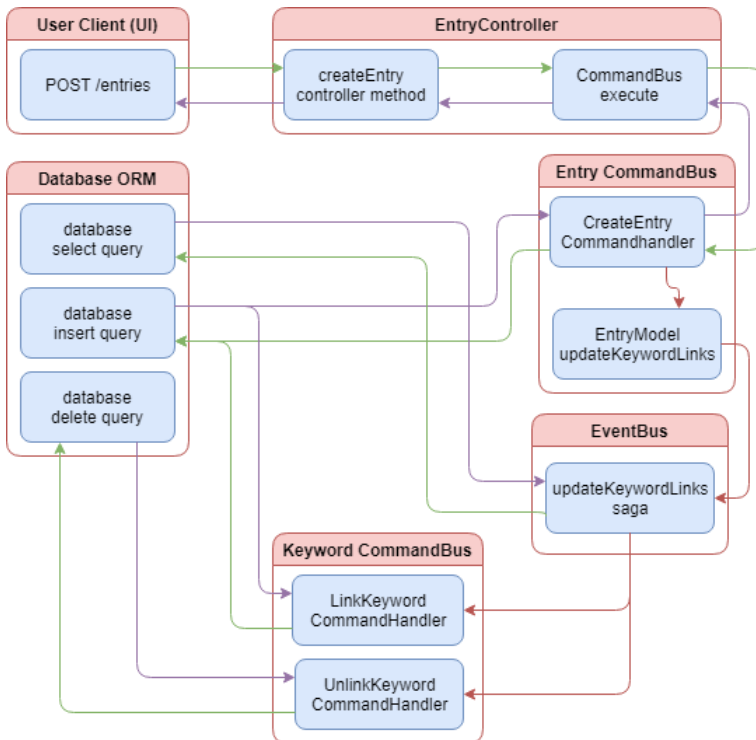 User Client (UI)
POST /entries
EntryController
createEntry
controller method
CommandBus
execute
Database ORM
database
select query
database
insert query
database
delete query
Entry CommandBus
CreateEntry
Commandhandler
EntryModel
updateKeywordLinks
EventBus
updateKeywordLinks
saga
Keyword CommandBus
LinkKeyword
CommandHandler
UnlinkKeyword
CommandHandler